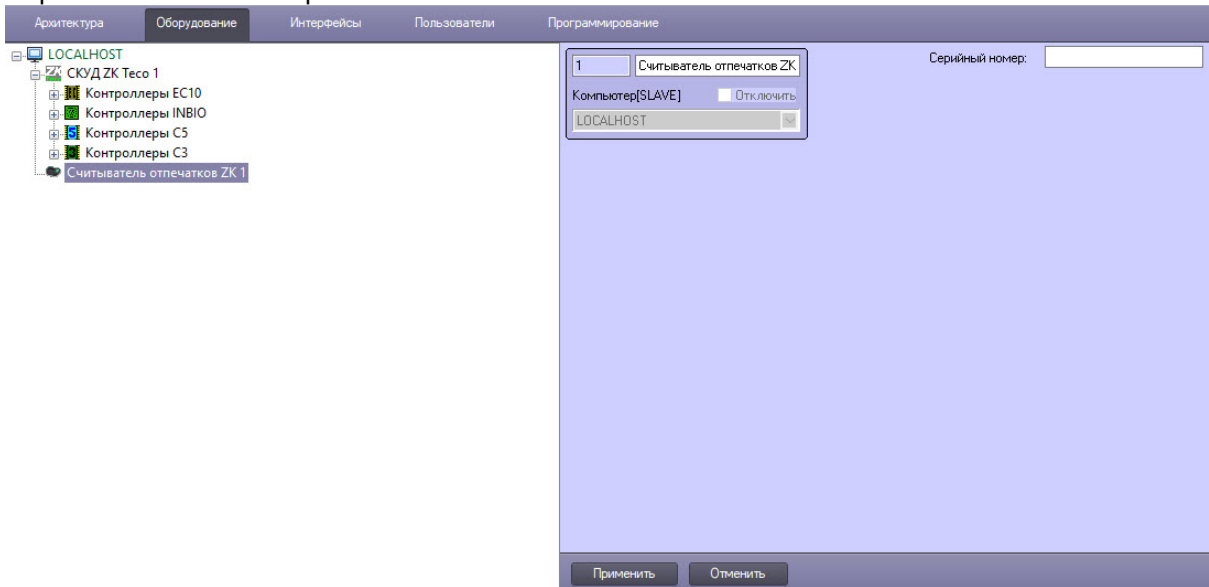 Архитектура Оборудование Интерфейсы Пользователи Программирование
LOCALHOST
СКУД ZK Teco 1
Контроллеры EC10
Контроллеры INBIO
Контроллеры C5
Контроллеры C3
Считыватель отпечатков ZK 1
1 Считыватель отпечатков ZK
Компьютер[SLAVE] Отключить
LOCALHOST
Серийный номер:
Применить Отменить